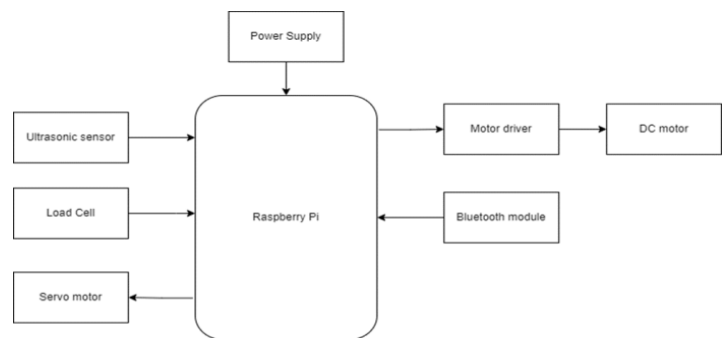 Power Supply
Ultrasonic sensor
Motor driver
DC motor
Load Cell
Raspberry Pi
Bluetooth module
Servo motor